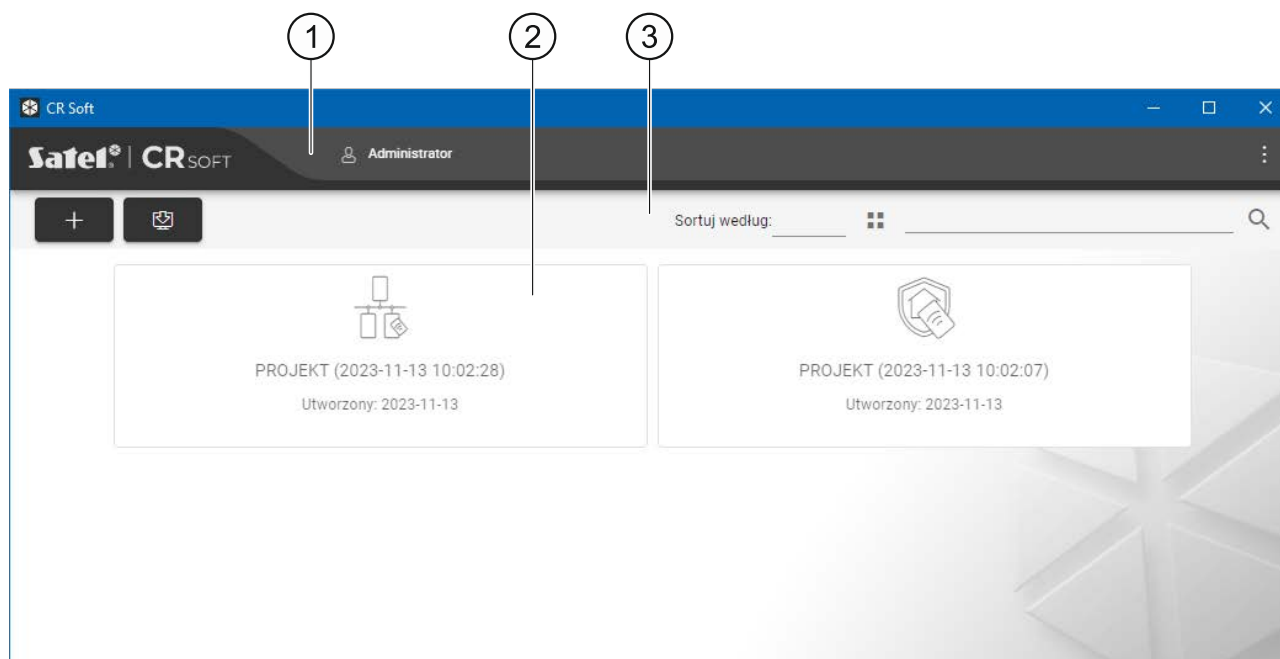 1 2 3
CR Soft
Satel® | CR SOFT
Administrator
Sortuj według:
PROJEKT (2023-11-13 10:02:28)
Utworzony: 2023-11-13
PROJEKT (2023-11-13 10:02:07)
Utworzony: 2023-11-13